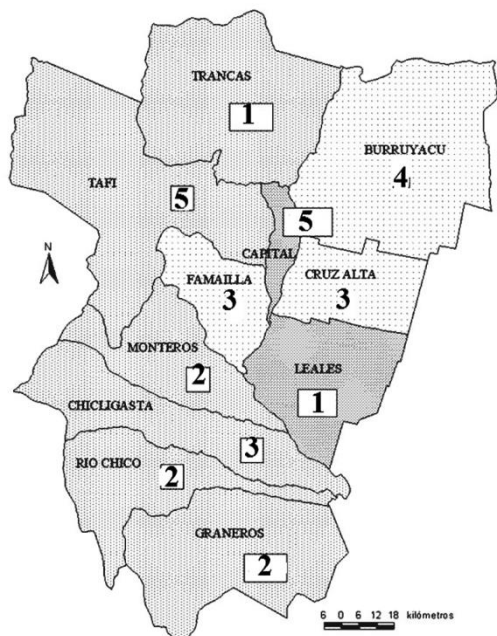 TRANCAS
1
BURRUYACU
4
TAFI
5
5
CAPITAL
N
FAMAILLA
3
CRUZ ALTA
3
MONTEROS
2
LEALES
1
CHICLIGASTA
3
RIO CHICO
2
GRANEROS
2
6 0 6 12 18 kilómetros